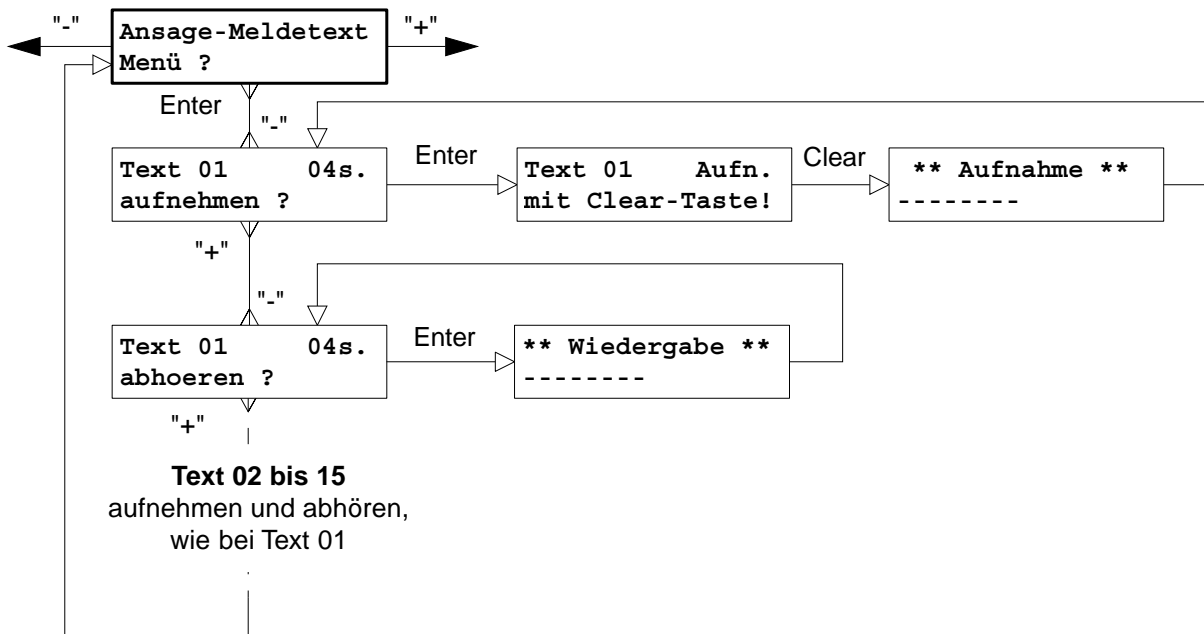 "-"
Ansage-Meldetext
Menü ?
"+"
Enter
"-"
Text 01 04s.
aufnehmen ?
Enter
Text 01 Aufn.
mit Clear-Taste!
Clear
** Aufnahme **
--------
"+"
"-"
Text 01 04s.
abhoeren ?
Enter
** Wiedergabe **
--------
"+"
Text 02 bis 15
aufnehmen und abhören,
wie bei Text 01